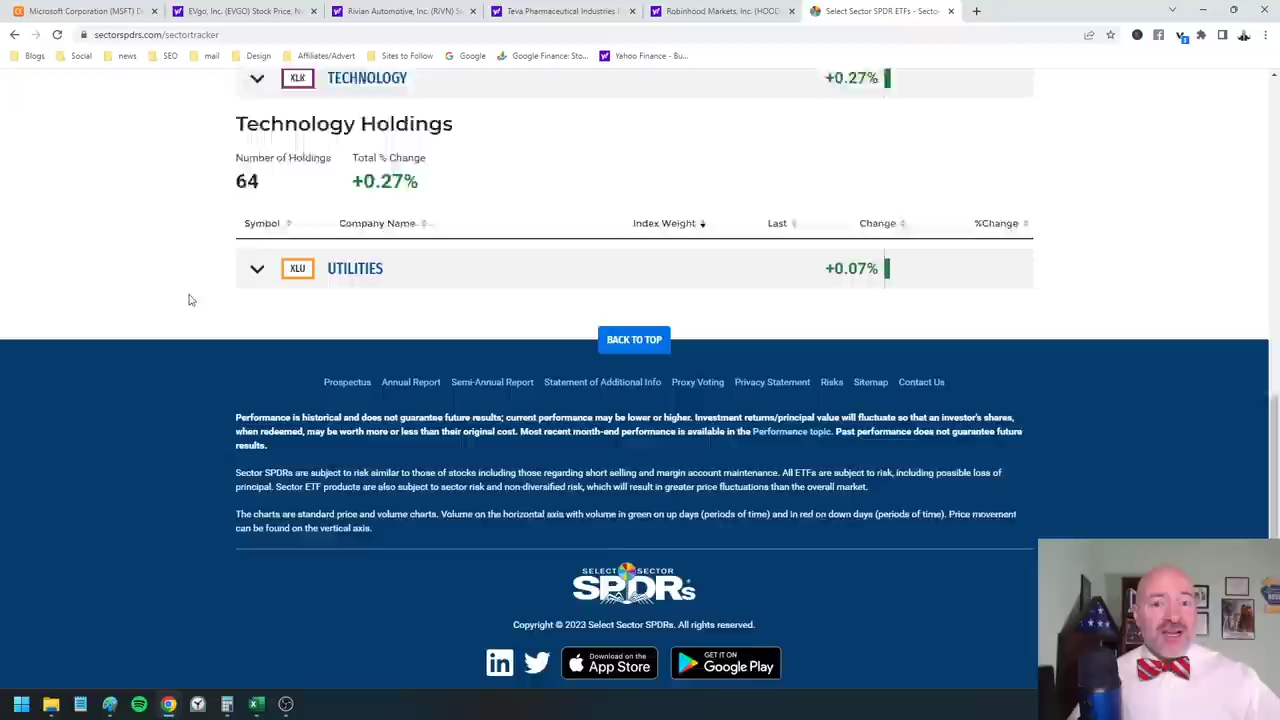 Microsoft Corporation (MSFT) D
EVgo, Inc. (EVGO) Stock Price, N
Rivian Automotive, Inc. (RIVN) S
Teva Pharmaceutical Industries
Robinhood Markets, Inc. (HOOD
Select Sector SPDR ETFs - Secto
sectorspdrs.com/sectortracker
Blogs
Social
news
SEO
mail
Design
Affiliates/Advert
Sites to Follow
Google
Google Finance: Sto...
Yahoo Finance - Bu...
XLK TECHNOLOGY +0.27%
Technology Holdings
Number of Holdings Total % Change
64 +0.27%
Symbol Company Name Index Weight Last Change %Change
XLU UTILITIES +0.07%
BACK TO TOP
Prospectus Annual Report Semi-Annual Report Statement of Additional Info Proxy Voting Privacy Statement Risks Sitemap Contact Us
Performance is historical and does not guarantee future results; current performance may be lower or higher. Investment returns/principal value will fluctuate so that an investor's shares,
when redeemed, may be worth more or less than their original cost. Most recent month-end performance is available in the Performance topic. Past performance does not guarantee future
results.
Sector SPDRs are subject to risk similar to those of stocks including those regarding short selling and margin account maintenance. All ETFs are subject to risk, including possible loss of
principal. Sector ETF products are also subject to sector risk and non-diversified risk, which will result in greater price fluctuations than the overall market.
The charts are standard price and volume charts. Volume on the horizontal axis with volume in green on up days (periods of time) and in red on down days (periods of time). Price movement
can be found on the vertical axis.
SELECT SECTOR
SPDRs
Copyright © 2023 Select Sector SPDRs. All rights reserved.
in
Download on the
App Store
GET IT ON
Google Play